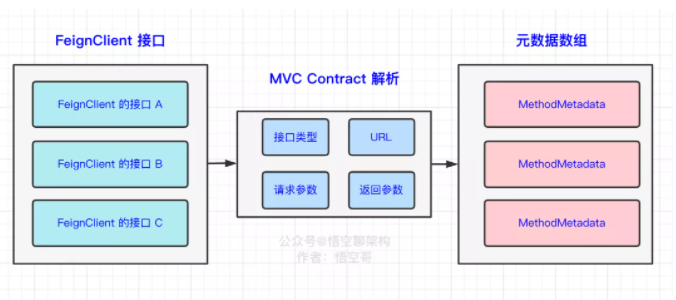 FeignClient 接口
FeignClient 的接口 A
FeignClient 的接口 B
FeignClient 的接口 C
MVC Contract 解析
接口类型
URL
请求参数
返回参数
公众号@悟空聊架构
作者：悟空哥
元数据数组
MethodMetadata
MethodMetadata
MethodMetadata